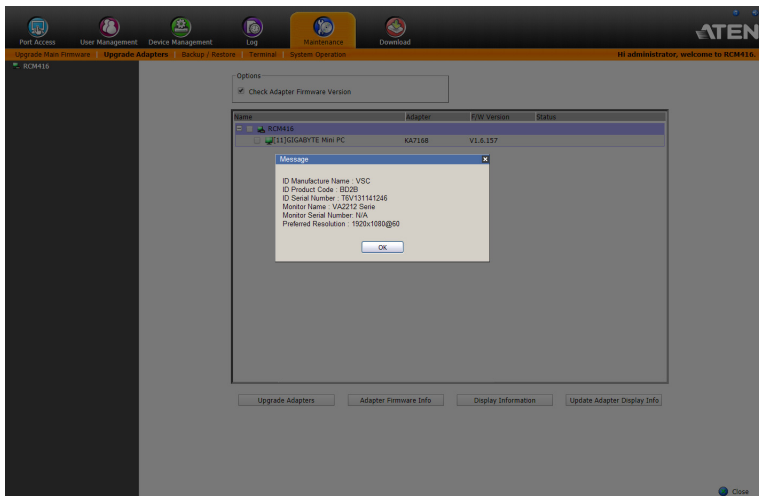 Port Access User Management Device Management Log Maintenance Download
ATEN
Upgrade Main Firmware | Upgrade Adapters | Backup / Restore | Terminal | System Operation
Hi administrator, welcome to RCM416.
RCM416
Options
Check Adapter Firmware Version
Name Adapter F/W Version Status
RCM416
[11]GIGABYTE Mini PC KA7168 V1.6.157
Message
ID Manufacture Name : VSC
ID Product Code : BD2B
ID Serial Number : T6V131141246
Monitor Name : VA2212 Serie
Monitor Serial Number: N/A
Preferred Resolution : 1920x1080@60
OK
Upgrade Adapters Adapter Firmware Info Display Information Update Adapter Display Info
Close